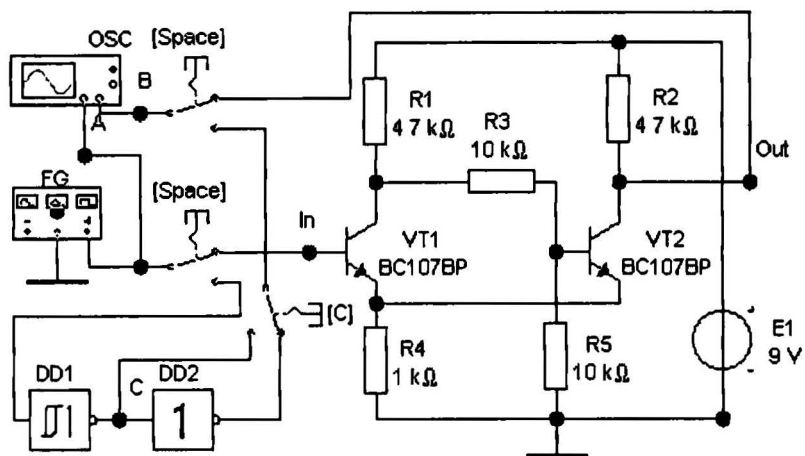 OSC
[Space]
B
A
R1
4.7 kΩ
R2
4.7 kΩ
R3
10 kΩ
Out
FG
[Space]
In
VT1
BC107BP
VT2
BC107BP
[C]
R4
1 kΩ
R5
10 kΩ
E1
9 V
DD1
C
DD2
1
1